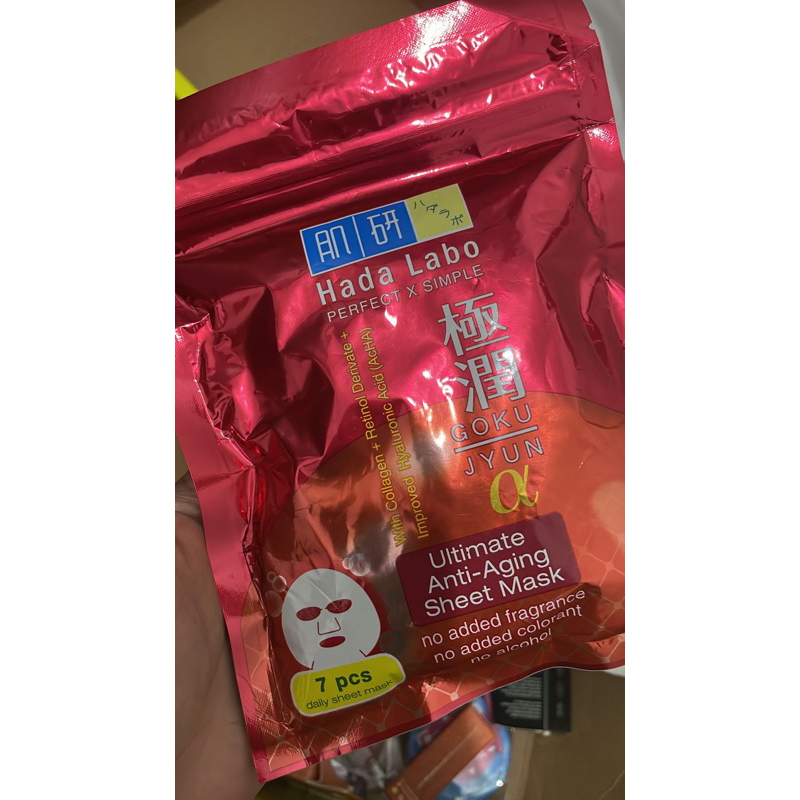 肌研 ハダラボ
Hada Labo
PERFECT X SIMPLE
極潤
GOKU
JYUN
α
With Collagen + Retinol Derivate +
Improved Hyaluronic Acid (AcHA)
Ultimate
Anti-Aging
Sheet Mask
no added fragrance
no added colorant
no alcohol
7 pcs
daily sheet mask